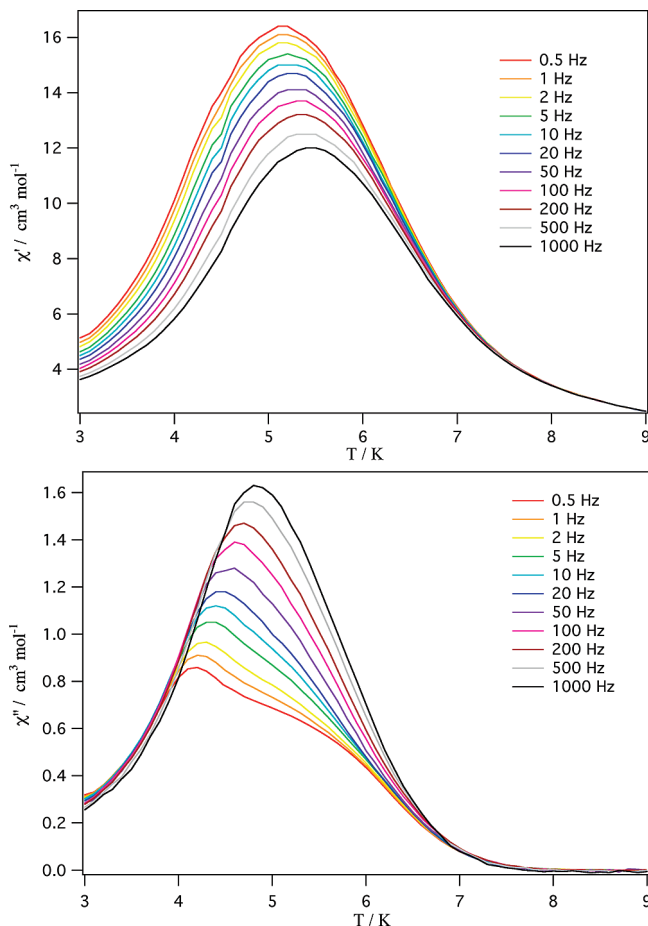 16
14
12
10
8
6
4
χ' / cm³ mol⁻¹
0.5 Hz
1 Hz
2 Hz
5 Hz
10 Hz
20 Hz
50 Hz
100 Hz
200 Hz
500 Hz
1000 Hz
3 4 5 6 7 8 9
T / K
1.6
1.4
1.2
1.0
0.8
0.6
0.4
0.2
0.0
χ" / cm³ mol⁻¹
0.5 Hz
1 Hz
2 Hz
5 Hz
10 Hz
20 Hz
50 Hz
100 Hz
200 Hz
500 Hz
1000 Hz
3 4 5 6 7 8 9
T / K